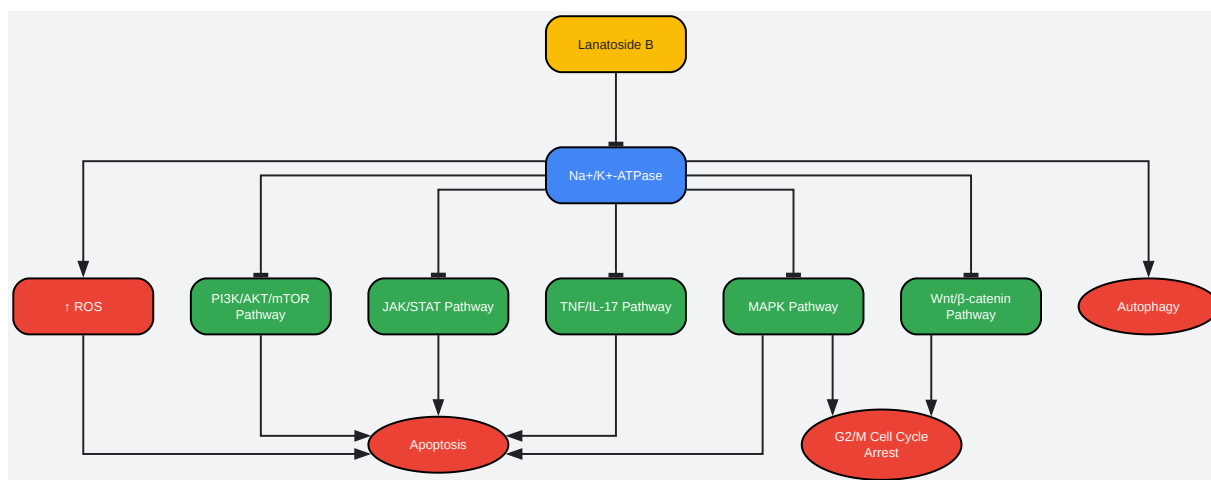 Lanatoside B
Na+/K+-ATPase
↑ ROS
PI3K/AKT/mTOR
Pathway
JAK/STAT Pathway
TNF/IL-17 Pathway
MAPK Pathway
Wnt/β-catenin
Pathway
Autophagy
Apoptosis
G2/M Cell Cycle
Arrest